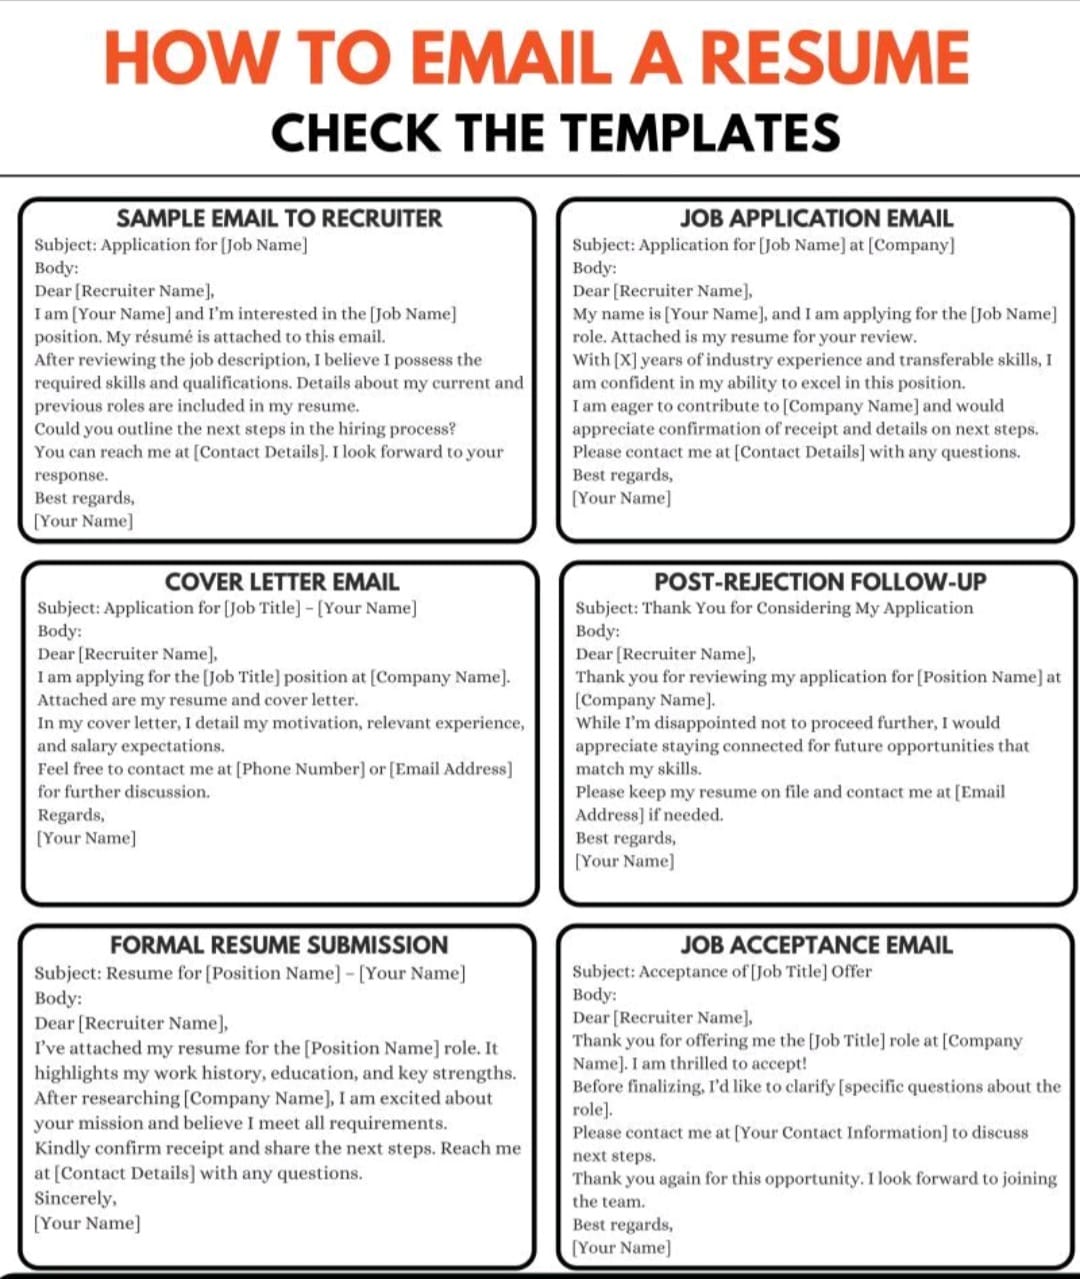 HOW TO EMAIL A RESUME
CHECK THE TEMPLATES
SAMPLE EMAIL TO RECRUITER
Subject: Application for [Job Name]
Body:
Dear [Recruiter Name],
I am [Your Name] and I'm interested in the [Job Name]
position. My résumé is attached to this email.
After reviewing the job description, I believe I possess the
required skills and qualifications. Details about my current and
previous roles are included in my resume.
Could you outline the next steps in the hiring process?
You can reach me at [Contact Details]. I look forward to your
response.
Best regards,
[Your Name]
JOB APPLICATION EMAIL
Subject: Application for [Job Name] at [Company]
Body:
Dear [Recruiter Name],
My name is [Your Name], and I am applying for the [Job Name]
role. Attached is my resume for your review.
With [X] years of industry experience and transferable skills, I
am confident in my ability to excel in this position.
I am eager to contribute to [Company Name] and would
appreciate confirmation of receipt and details on next steps.
Please contact me at [Contact Details] with any questions.
Best regards,
[Your Name]
COVER LETTER EMAIL
Subject: Application for [Job Title] – [Your Name]
Body:
Dear [Recruiter Name],
I am applying for the [Job Title] position at [Company Name].
Attached are my resume and cover letter.
In my cover letter, I detail my motivation, relevant experience,
and salary expectations.
Feel free to contact me at [Phone Number] or [Email Address]
for further discussion.
Regards,
[Your Name]
POST-REJECTION FOLLOW-UP
Subject: Thank You for Considering My Application
Body:
Dear [Recruiter Name],
Thank you for reviewing my application for [Position Name] at
[Company Name].
While I'm disappointed not to proceed further, I would
appreciate staying connected for future opportunities that
match my skills.
Please keep my resume on file and contact me at [Email
Address] if needed.
Best regards,
[Your Name]
FORMAL RESUME SUBMISSION
Subject: Resume for [Position Name] – [Your Name]
Body:
Dear [Recruiter Name],
I've attached my resume for the [Position Name] role. It
highlights my work history, education, and key strengths.
After researching [Company Name], I am excited about
your mission and believe I meet all requirements.
Kindly confirm receipt and share the next steps. Reach me
at [Contact Details] with any questions.
Sincerely,
[Your Name]
JOB ACCEPTANCE EMAIL
Subject: Acceptance of [Job Title] Offer
Body:
Dear [Recruiter Name],
Thank you for offering me the [Job Title] role at [Company
Name]. I am thrilled to accept!
Before finalizing, I'd like to clarify [specific questions about the
role].
Please contact me at [Your Contact Information] to discuss
next steps.
Thank you again for this opportunity. I look forward to joining
the team.
Best regards,
[Your Name]